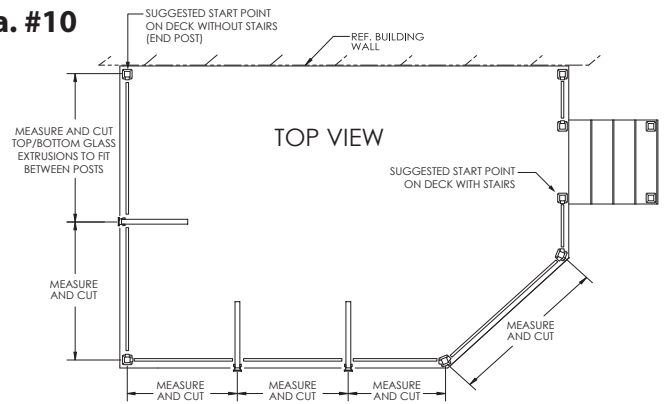 a. #10
SUGGESTED START POINT
ON DECK WITHOUT STAIRS
(END POST)
REF. BUILDING
WALL
MEASURE AND CUT
TOP/BOTTOM GLASS
EXTRUSIONS TO FIT
BETWEEN POSTS
TOP VIEW
SUGGESTED START POINT
ON DECK WITH STAIRS
MEASURE
AND CUT
MEASURE
AND CUT
MEASURE
AND CUT
MEASURE
AND CUT
MEASURE
AND CUT